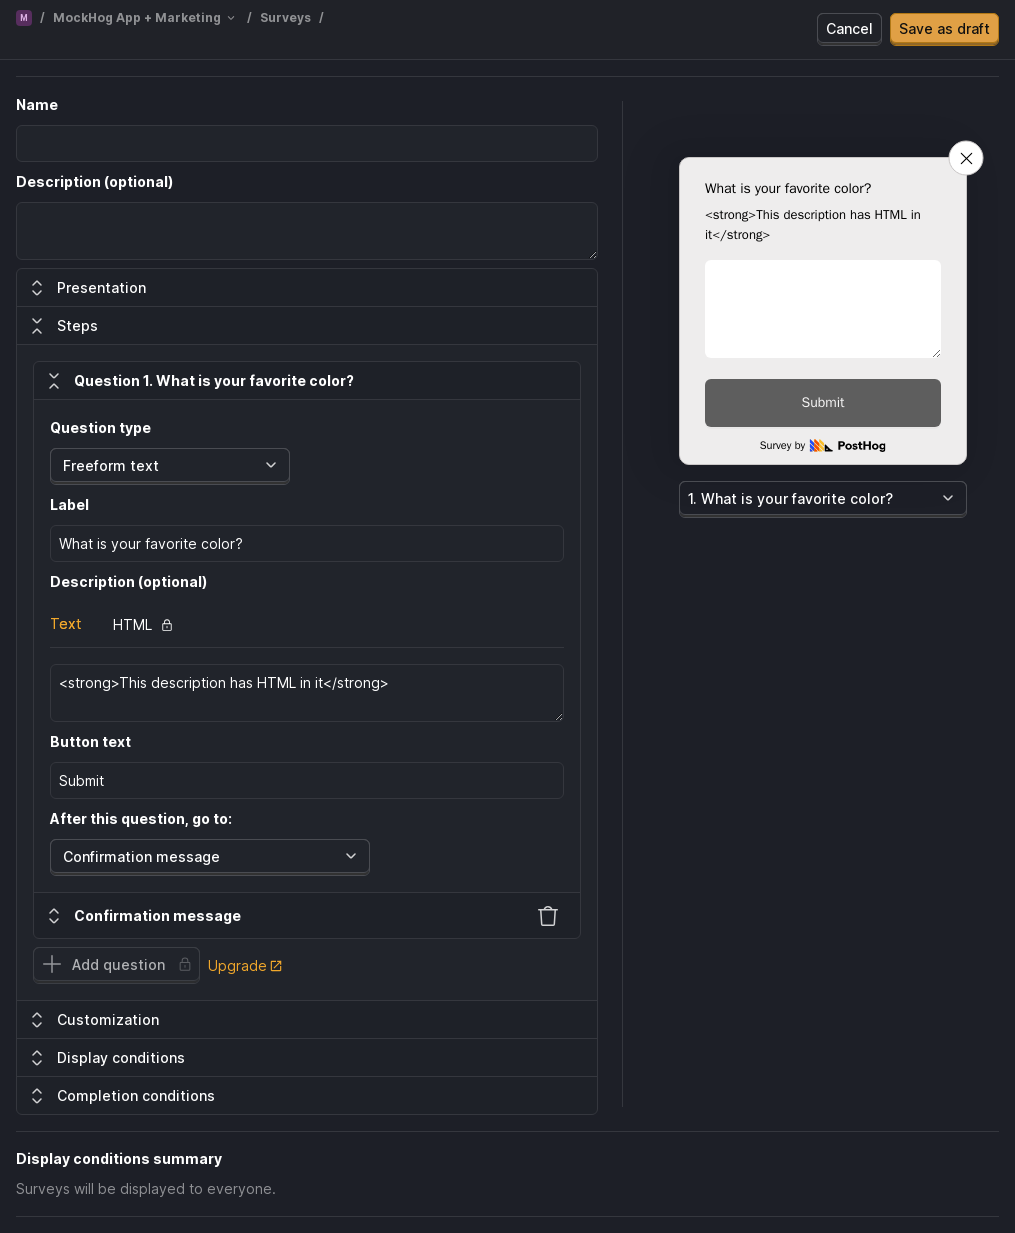 M / MockHog App + Marketing / Surveys /
Cancel
Save as draft
Name
Description (optional)
Presentation
Steps
Question 1. What is your favorite color?
Question type
Freeform text
Label
What is your favorite color?
Description (optional)
Text
HTML
<strong>This description has HTML in it</strong>
Button text
Submit
After this question, go to:
Confirmation message
Confirmation message
Add question
Upgrade
Customization
Display conditions
Completion conditions
What is your favorite color?
<strong>This description has HTML in
it</strong>
Submit
Survey by PostHog
1. What is your favorite color?
Display conditions summary
Surveys will be displayed to everyone.